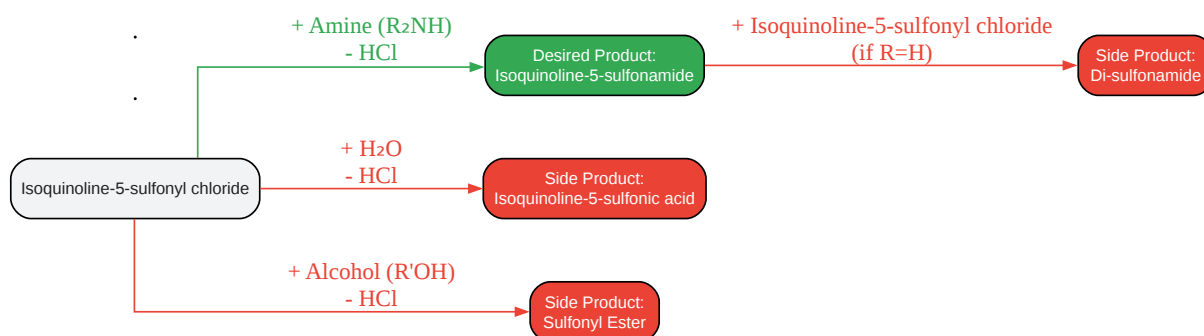 + Amine (R₂NH)
- HCl
Desired Product:
Isoquinoline-5-sulfonamide
+ Isoquinoline-5-sulfonyl chloride
(if R=H)
Side Product:
Di-sulfonamide
Isoquinoline-5-sulfonyl chloride
+ H₂O
- HCl
Side Product:
Isoquinoline-5-sulfonic acid
+ Alcohol (R'OH)
- HCl
Side Product:
Sulfonyl Ester